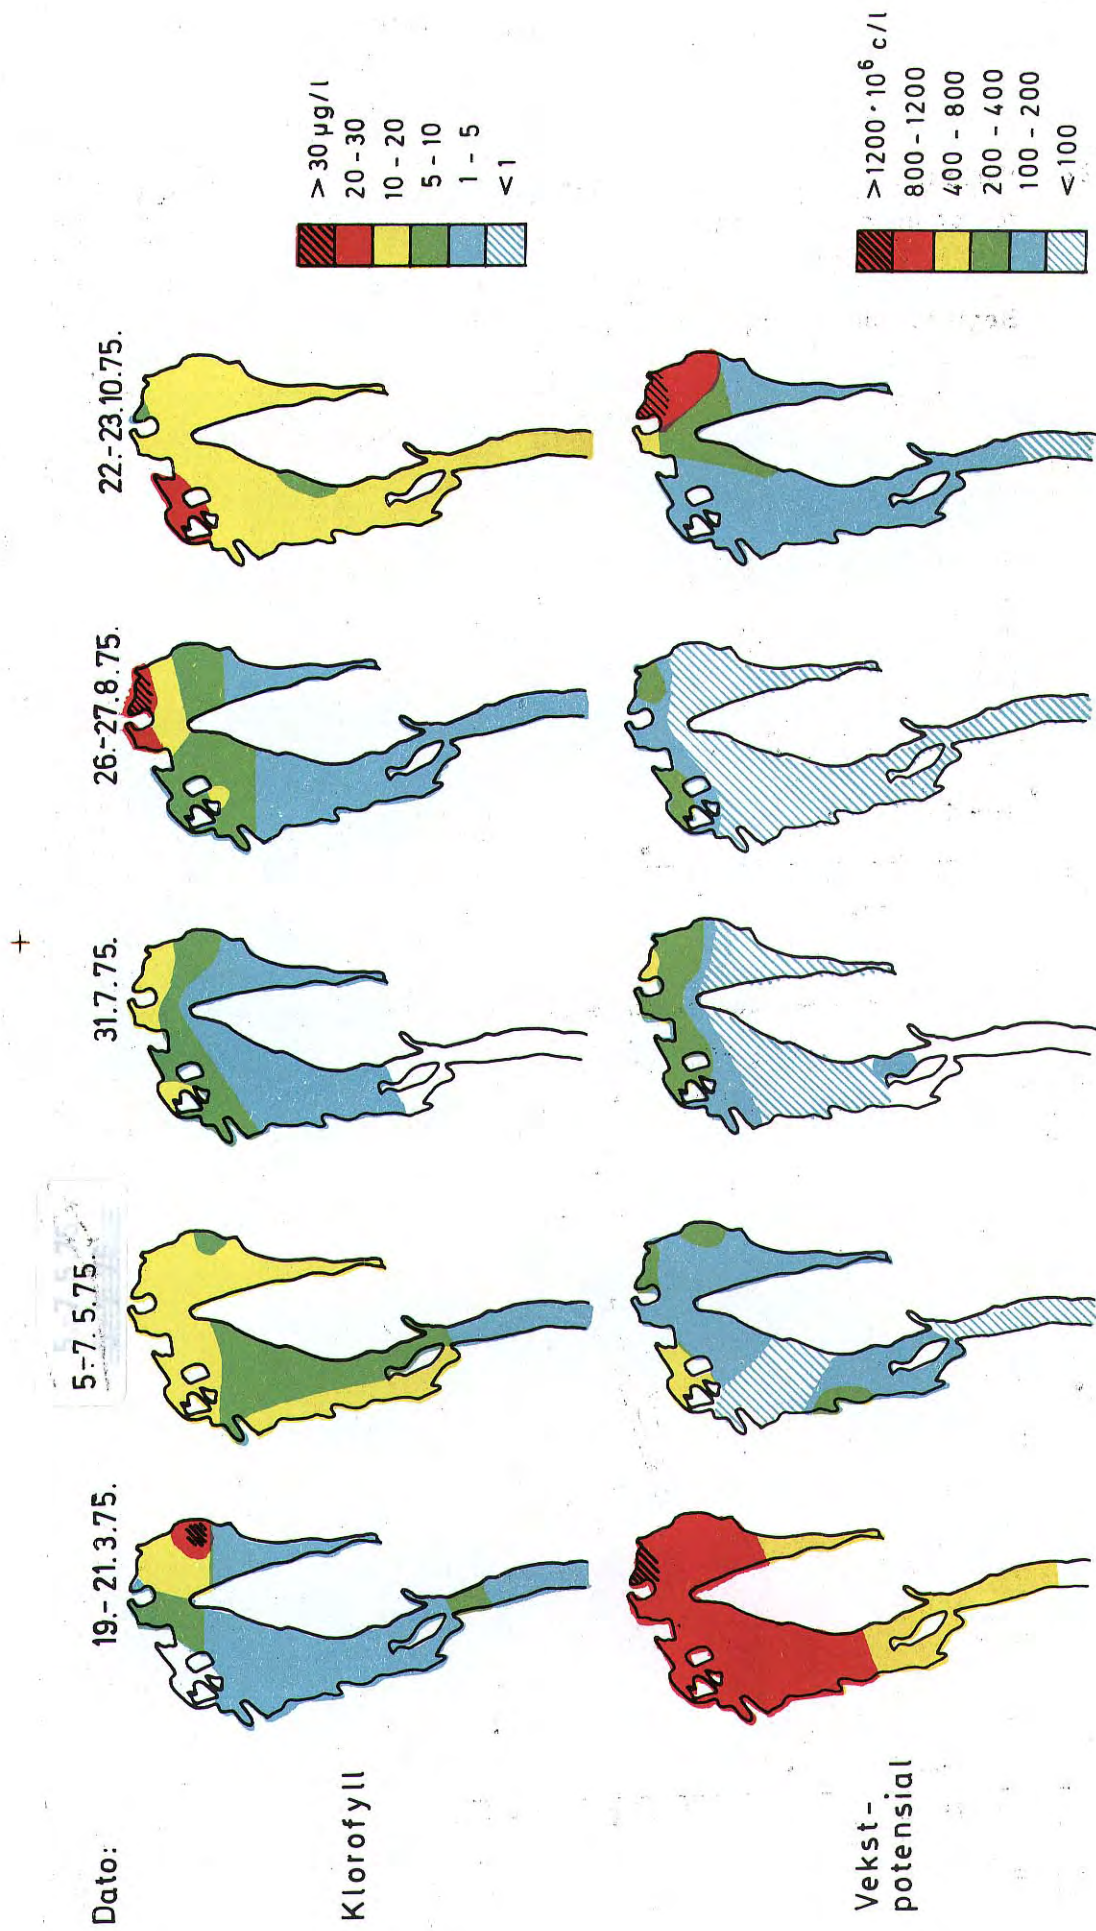 Dato:
19.-21.3.75.
5-7.5.75.
31.7.75.
26.-27.8.75.
22.-23.10.75.
Klorofyll
>30 µg/l
20-30
10-20
5-10
1-5
<1
Vekst-
potensial
>1200·10⁶ c/l
800-1200
400-800
200-400
100-200
<100